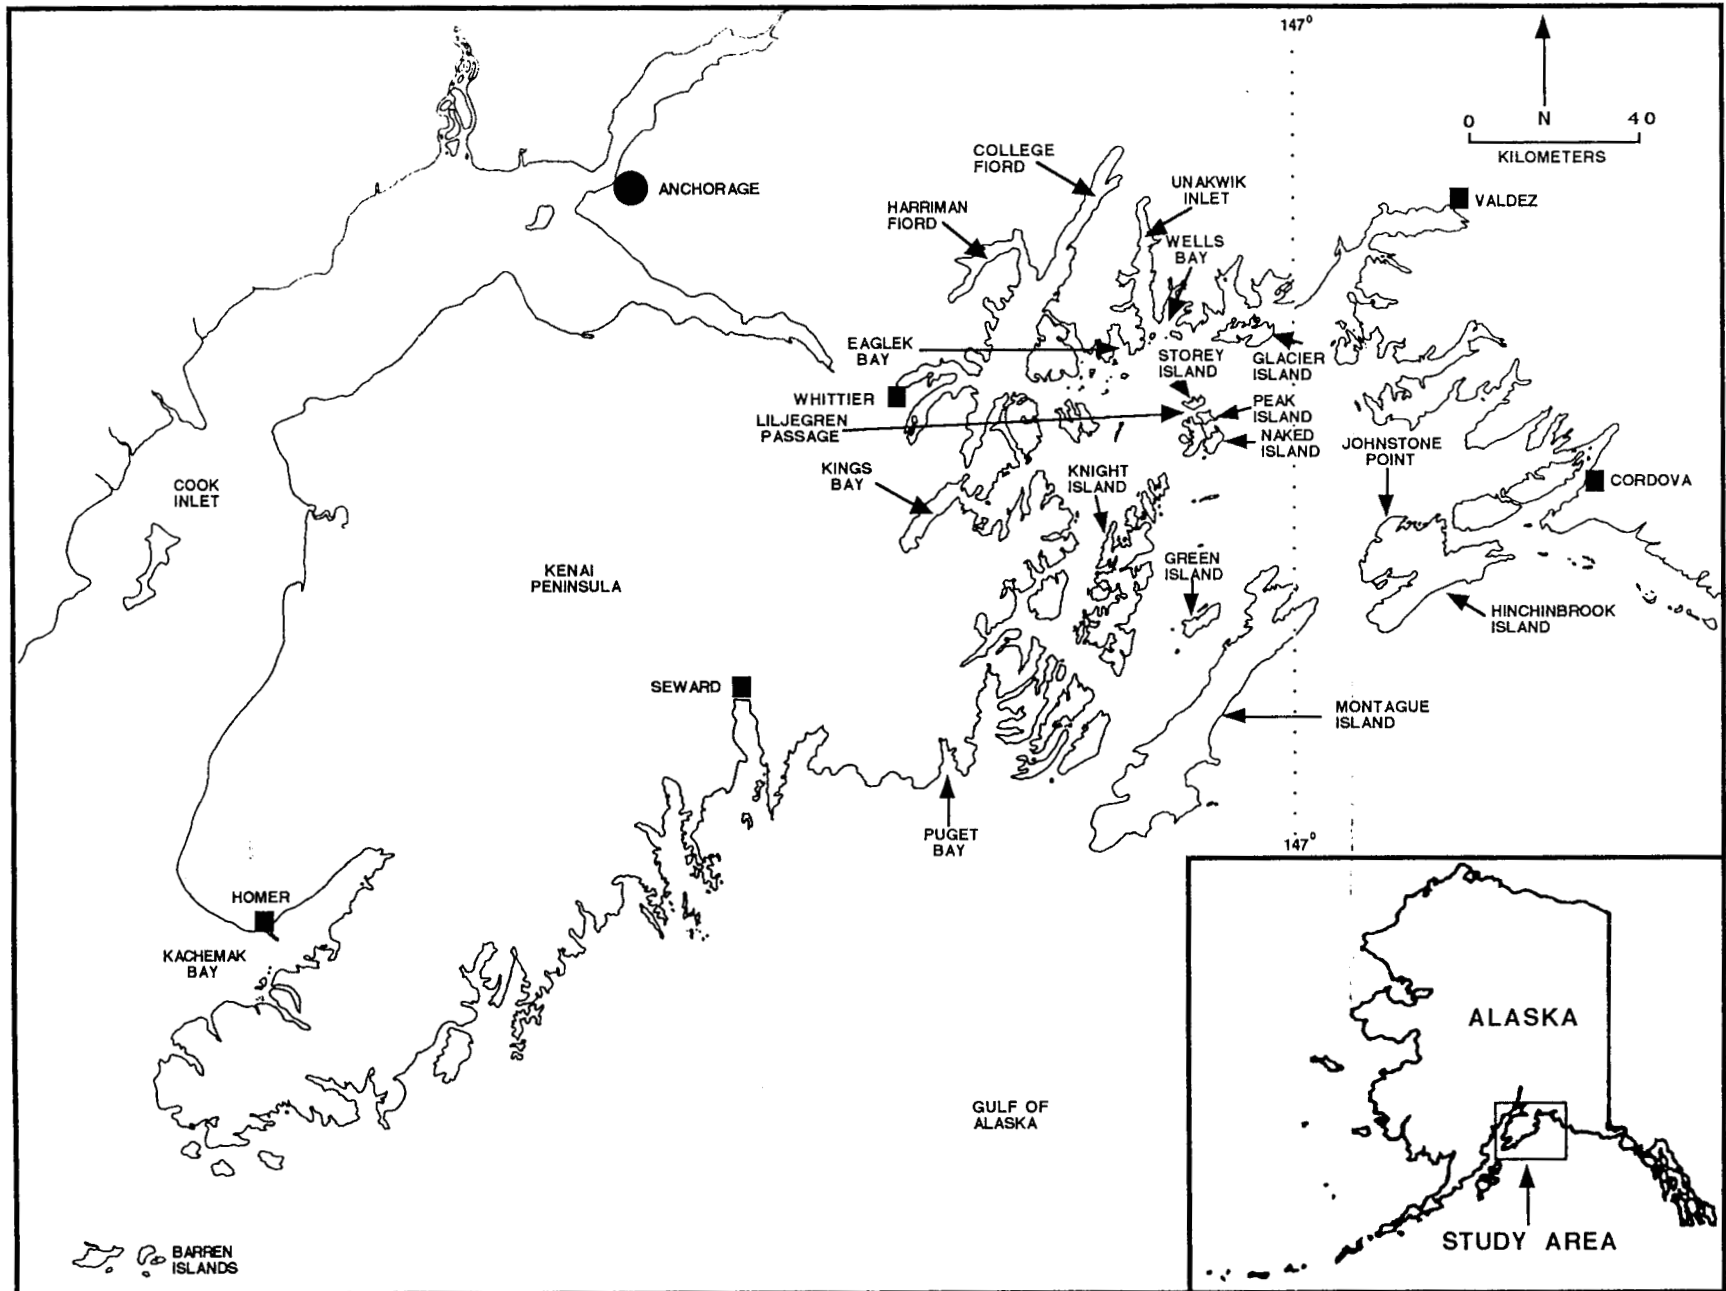 147°
N
0 40
KILOMETERS
COLLEGE
FIORD
UNAKWIK
INLET
ANCHORAGE
VALDEZ
HARRIMAN
FIORD
WELLS
BAY
EAGLEK
BAY
STOREY
ISLAND
GLACIER
ISLAND
WHITTIER
LILJEGREN
PASSAGE
PEAK
ISLAND
NAKED
ISLAND
JOHNSTONE
POINT
KINGS
BAY
KNIGHT
ISLAND
CORDOVA
COOK
INLET
KENAI
PENINSULA
GREEN
ISLAND
HINCHINBROOK
ISLAND
SEWARD
MONTAGUE
ISLAND
PUGET
BAY
147°
HOMER
KACHEMAK
BAY
GULF OF
ALASKA
BARREN
ISLANDS
ALASKA
STUDY AREA